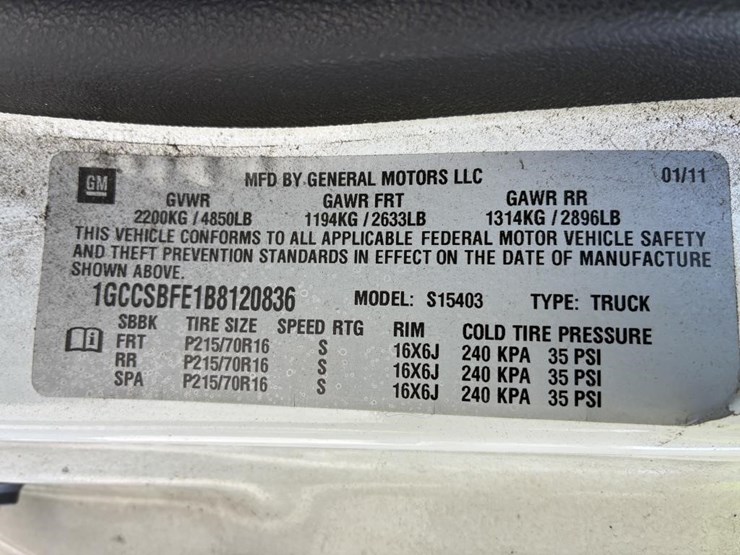 GM MFD BY GENERAL MOTORS LLC 01/11
GVWR GAWR FRT GAWR RR
2200KG / 4850LB 1194KG / 2633LB 1314KG / 2896LB
THIS VEHICLE CONFORMS TO ALL APPLICABLE FEDERAL MOTOR VEHICLE SAFETY
AND THEFT PREVENTION STANDARDS IN EFFECT ON THE DATE OF MANUFACTURE
SHOWN ABOVE.
1GCCSBFE1B8120836 MODEL: S15403 TYPE: TRUCK
SBBK TIRE SIZE SPEED RTG RIM COLD TIRE PRESSURE
FRT P215/70R16 S 16X6J 240 KPA 35 PSI
RR P215/70R16 S 16X6J 240 KPA 35 PSI
SPA P215/70R16 S 16X6J 240 KPA 35 PSI